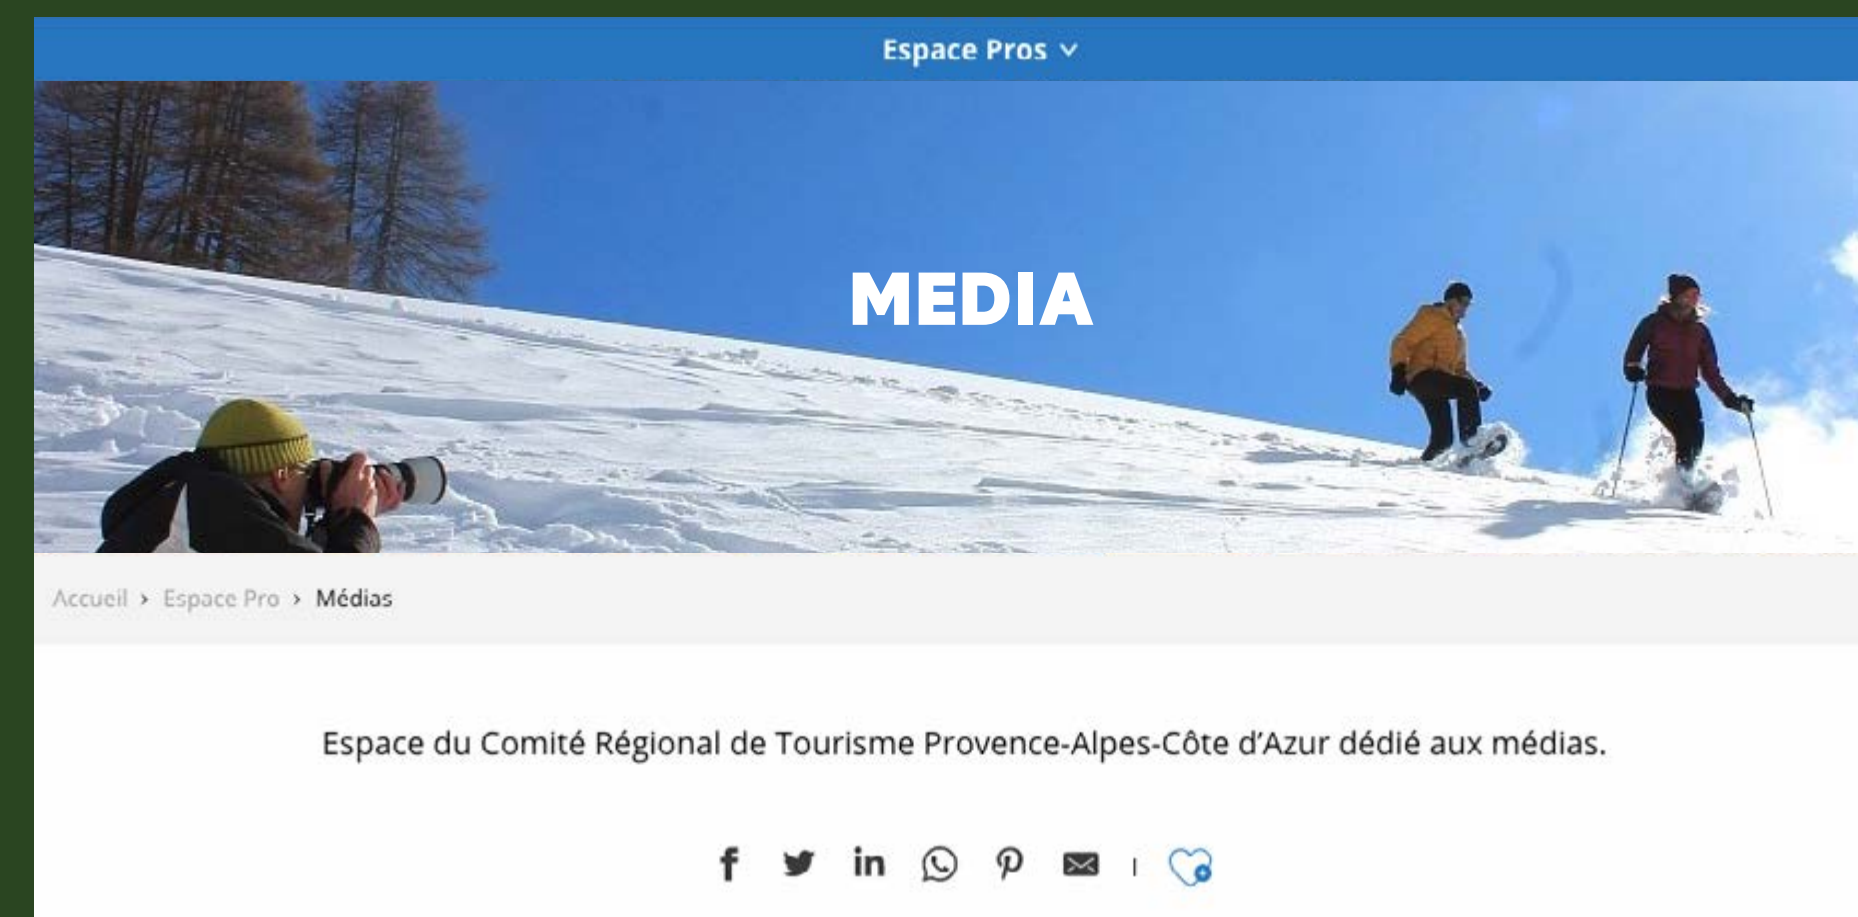 Espace Pros
MEDIA
Accueil › Espace Pro › Médias
Espace du Comité Régional de Tourisme Provence-Alpes-Côte d’Azur dédié aux médias.